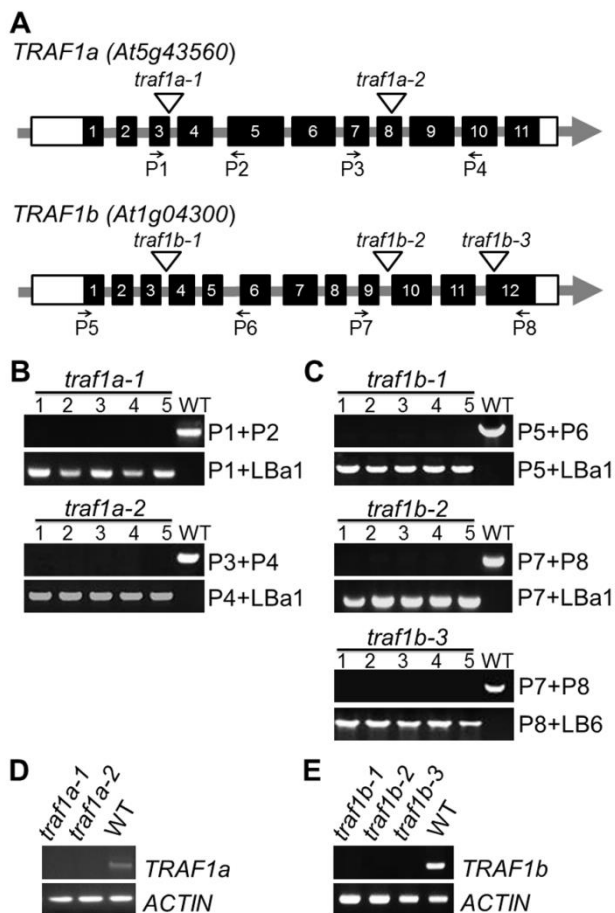 A
TRAF1a (At5g43560)
traf1a-1 traf1a-2
1 2 3 4 5 6 7 8 9 10 11
P1 P2 P3 P4
TRAF1b (At1g04300)
traf1b-1 traf1b-2 traf1b-3
1 2 3 4 5 6 7 8 9 10 11 12
P5 P6 P7 P8
B
traf1a-1
1 2 3 4 5 WT
P1+P2
P1+LBa1
traf1a-2
1 2 3 4 5 WT
P3+P4
P4+LBa1
C
traf1b-1
1 2 3 4 5 WT
P5+P6
P5+LBa1
traf1b-2
1 2 3 4 5 WT
P7+P8
P7+LBa1
traf1b-3
1 2 3 4 5 WT
P7+P8
P8+LB6
D
traf1a-1 traf1a-2 WT
TRAF1a
ACTIN
E
traf1b-1 traf1b-2 traf1b-3 WT
TRAF1b
ACTIN